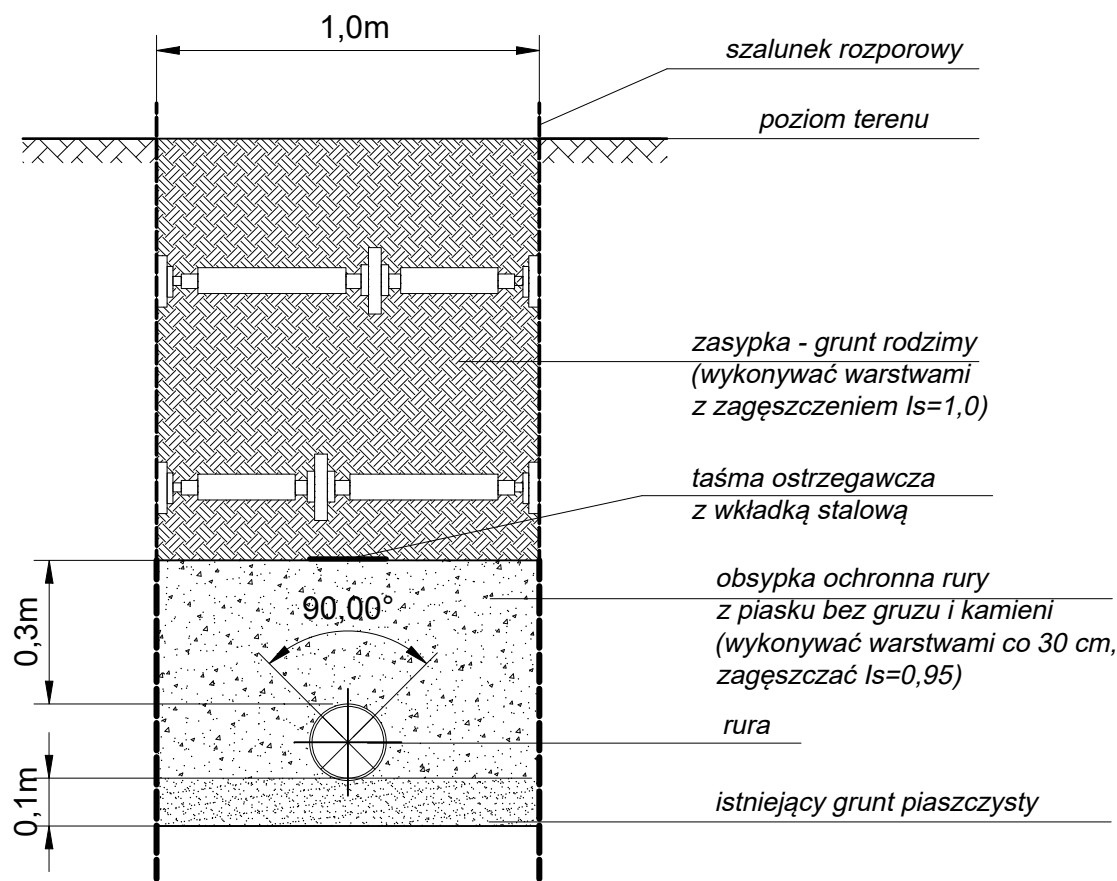 1,0m
szalunek rozporowy
poziom terenu
zasypka - grunt rodzimy
(wykonywać warstwami
z zagęszczeniem Is=1,0)
taśma ostrzegawcza
z wkładką stalową
obsypka ochronna rury
z piasku bez gruzu i kamieni
(wykonywać warstwami co 30 cm,
zagęszczać Is=0,95)
90,00°
0,3m
rura
0,1m
istniejący grunt piaszczysty